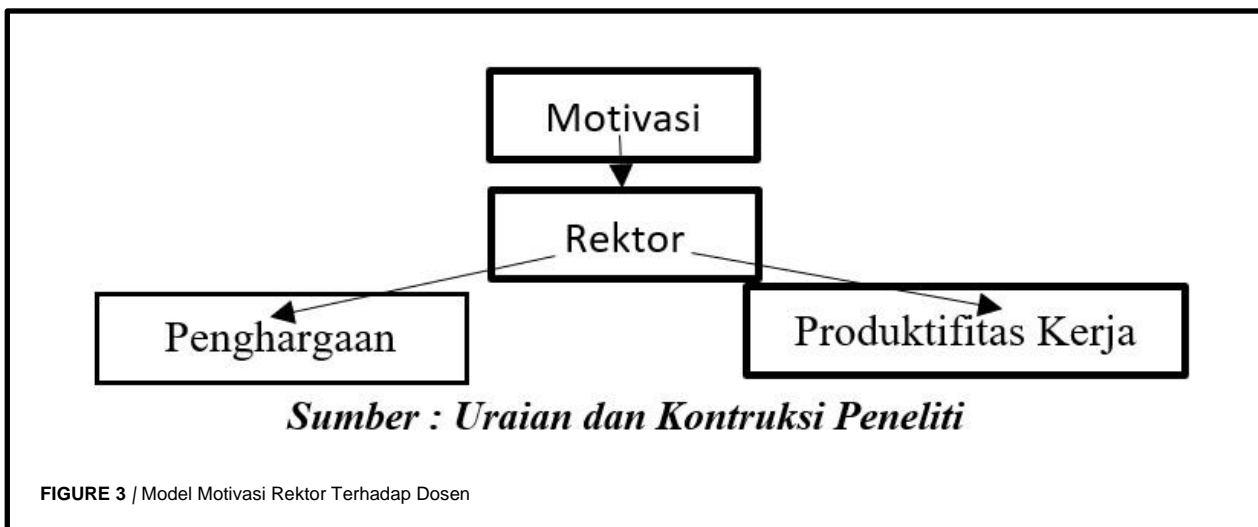 Motivasi
Rektor
Penghargaan
Produktifitas Kerja
Sumber : Uraian dan Kontruksi Peneliti
FIGURE 3 / Model Motivasi Rektor Terhadap Dosen